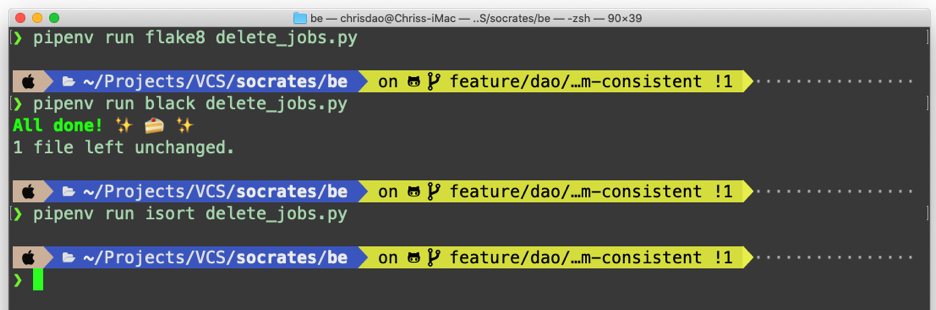 be — chrisdao@Chriss-iMac — ..S/socrates/be — -zsh — 90×39
❯ pipenv run flake8 delete_jobs.py
~/Projects/VCS/socrates/be on feature/dao/…m-consistent !1
❯ pipenv run black delete_jobs.py
All done! ✨ 🍰 ✨
1 file left unchanged.
~/Projects/VCS/socrates/be on feature/dao/…m-consistent !1
❯ pipenv run isort delete_jobs.py
~/Projects/VCS/socrates/be on feature/dao/…m-consistent !1
❯